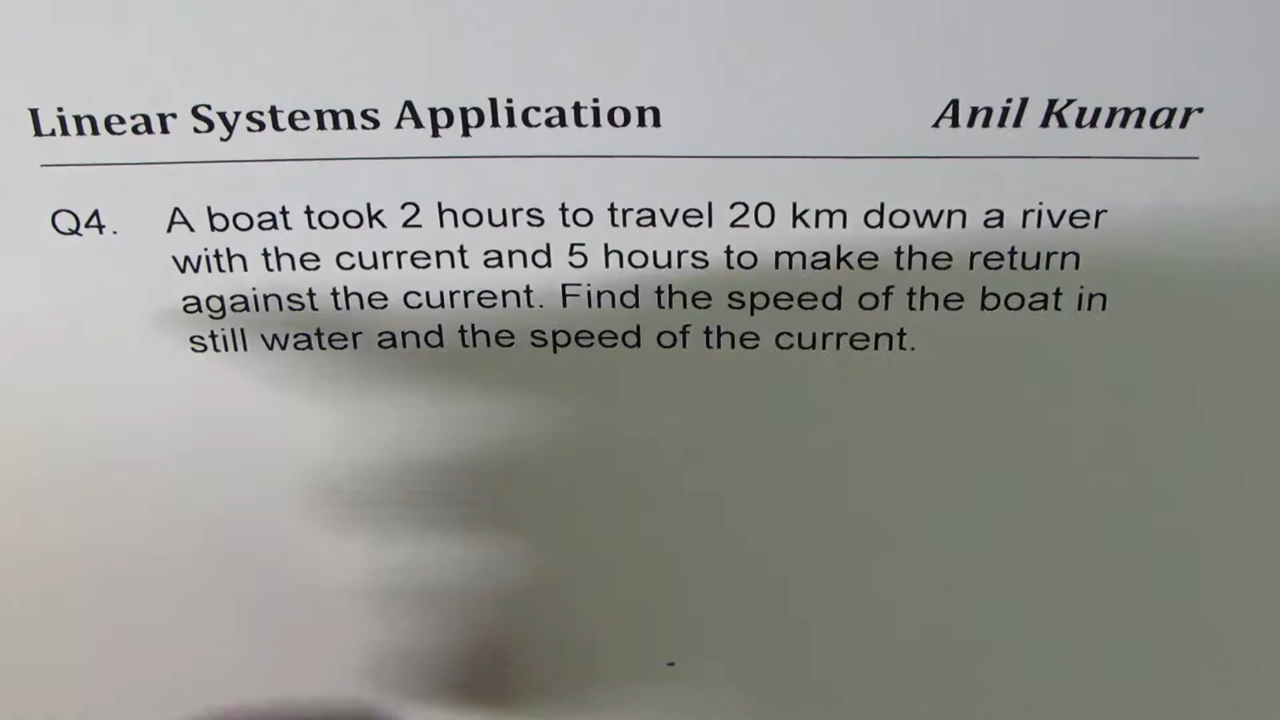 Linear Systems Application Anil Kumar
Q4. A boat took 2 hours to travel 20 km down a river
with the current and 5 hours to make the return
against the current. Find the speed of the boat in
still water and the speed of the current.